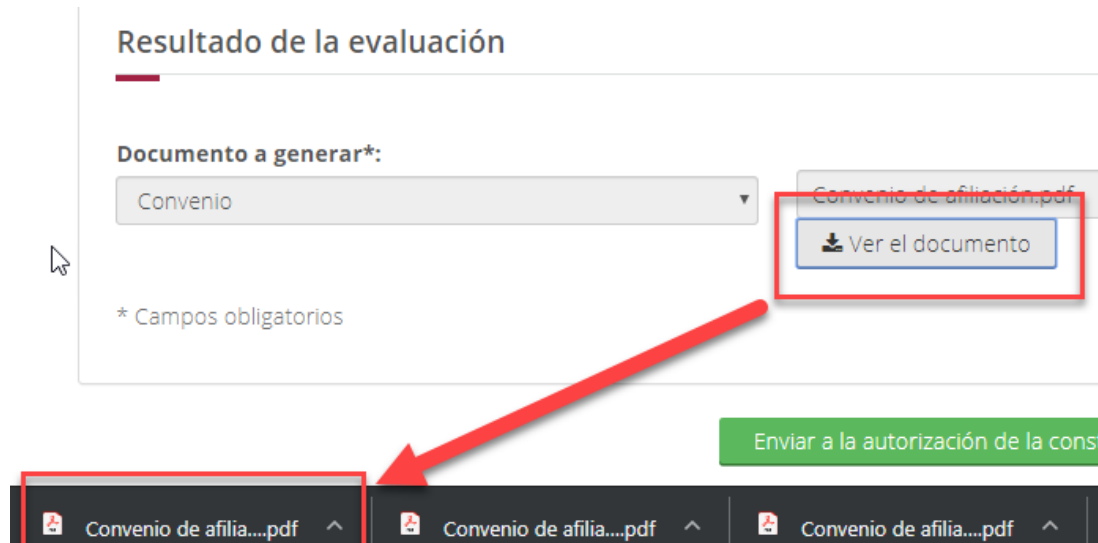 Resultado de la evaluación
Documento a generar*:
Convenio
Convenio de afiliación.pdf
Ver el documento
* Campos obligatorios
Enviar a la autorización de la cons
Convenio de afilia....pdf
Convenio de afilia....pdf
Convenio de afilia....pdf